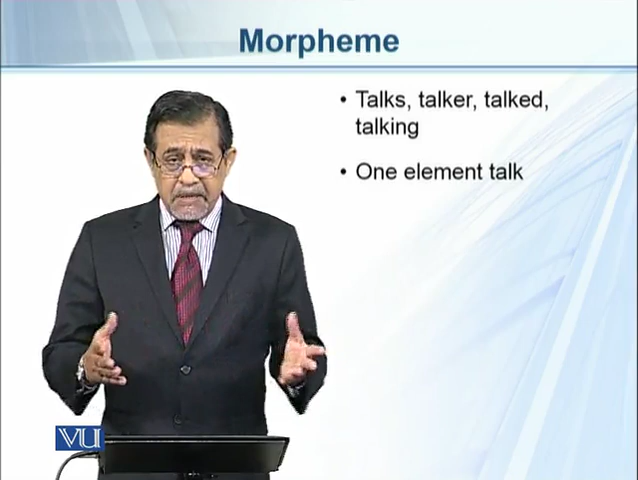 Morpheme
• Talks, talker, talked,
talking
• One element talk
VU